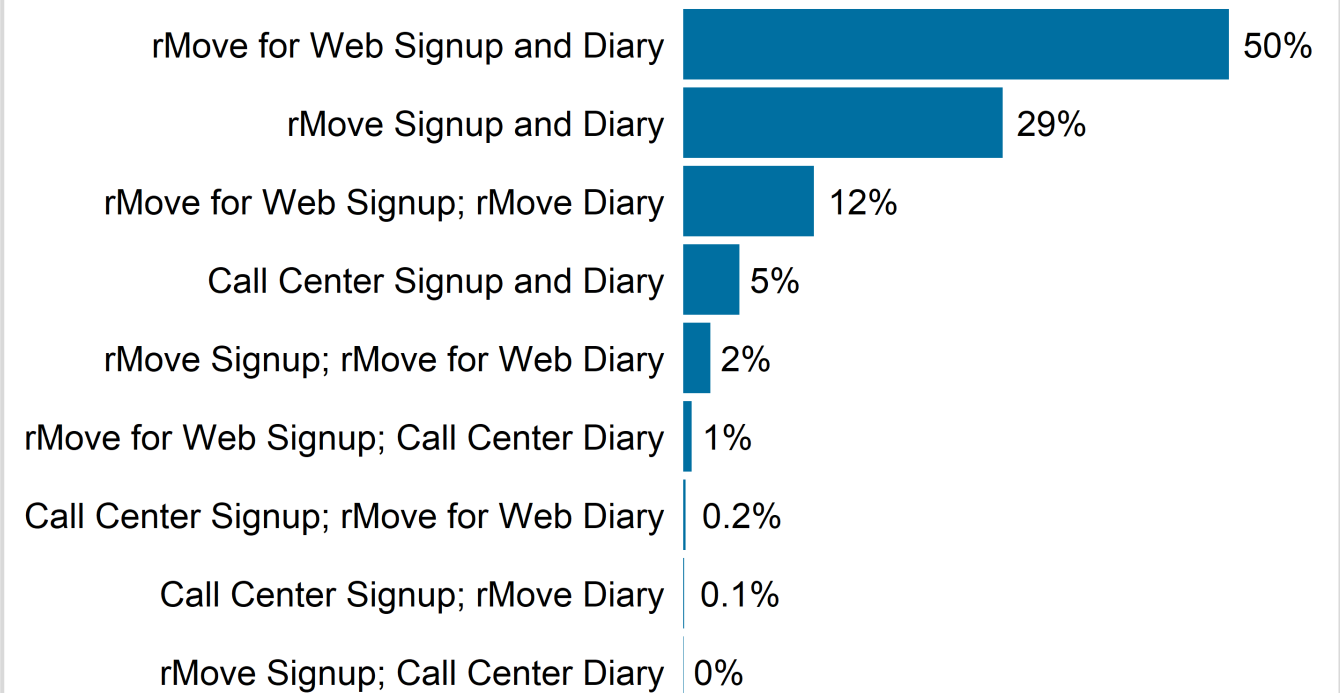 rMove for Web Signup and Diary 50%
rMove Signup and Diary 29%
rMove for Web Signup; rMove Diary 12%
Call Center Signup and Diary 5%
rMove Signup; rMove for Web Diary 2%
rMove for Web Signup; Call Center Diary 1%
Call Center Signup; rMove for Web Diary 0.2%
Call Center Signup; rMove Diary 0.1%
rMove Signup; Call Center Diary 0%